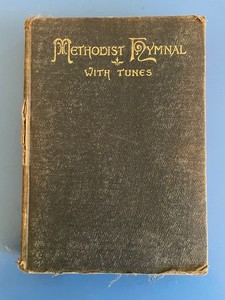 METHODIST HYMNAL
WITH TUNES